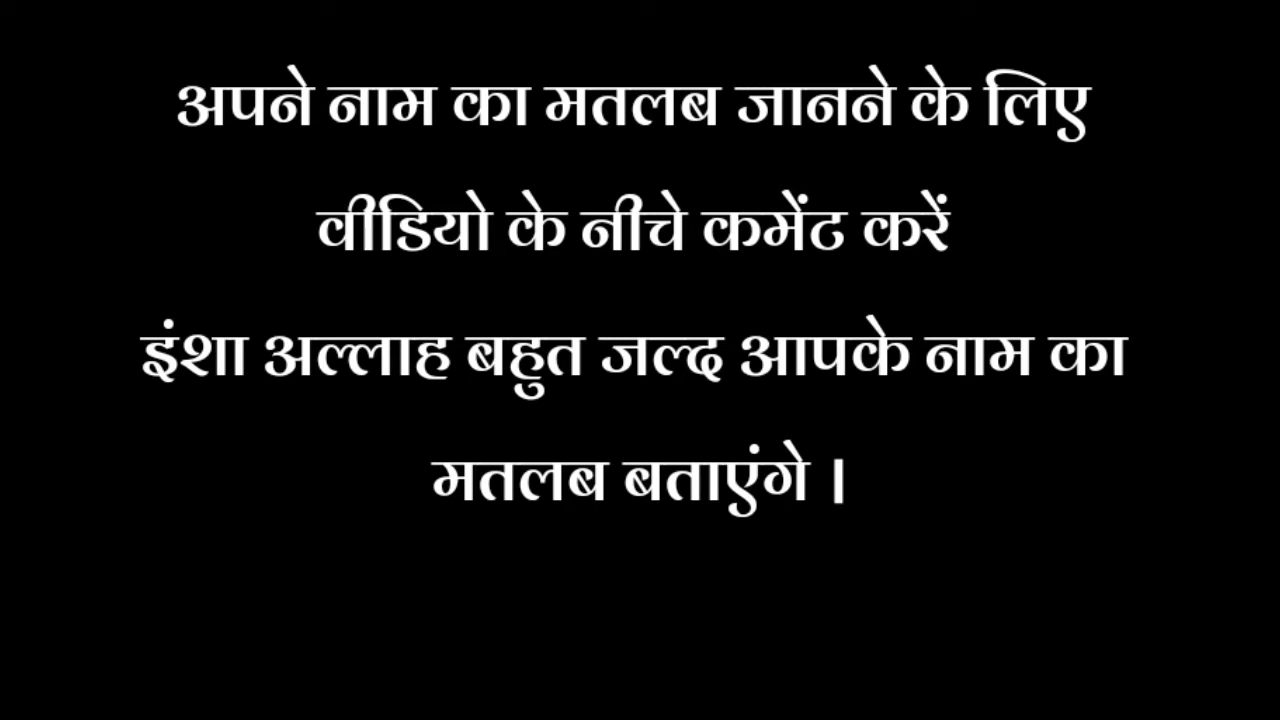 अपने नाम का मतलब जानने के लिए
वीडियो के नीचे कमेंट करें
इंशा अल्लाह बहुत जल्द आपके नाम का
मतलब बताएंगे ।